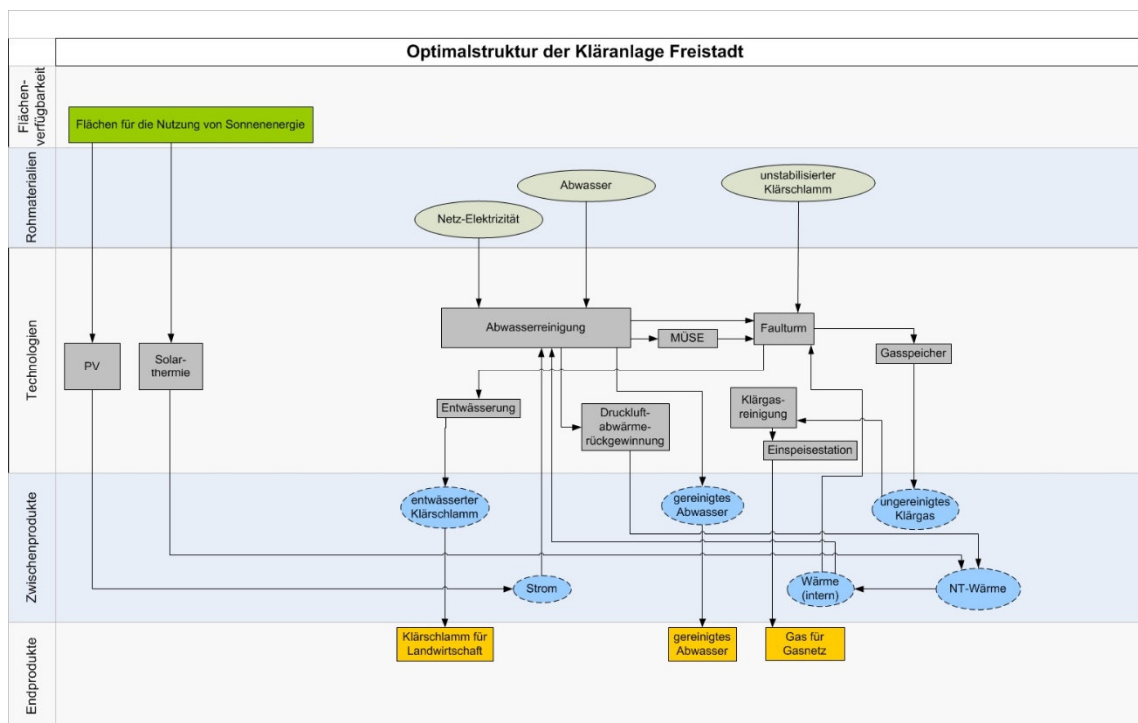 Optimalstruktur der Kläranlage Freistadt
Flächen-
verfügbarkeit
Flächen für die Nutzung von Sonnenenergie
Rohmaterialien
Netz-Elektrizität
Abwasser
unstabilisierter
Klärschlamm
Technologien
PV
Solar-
thermie
Abwasserreinigung
MÜSE
Faulturm
Gasspeicher
Entwässerung
Druckluft-
abwärme-
rückgewinnung
Klärgas-
reinigung
Einspeisestation
Zwischenprodukte
entwässerter
Klärschlamm
gereinigtes
Abwasser
ungereinigtes
Klärgas
Strom
Wärme
(intern)
NT-Wärme
Endprodukte
Klärschlamm für
Landwirtschaft
gereinigtes
Abwasser
Gas für
Gasnetz